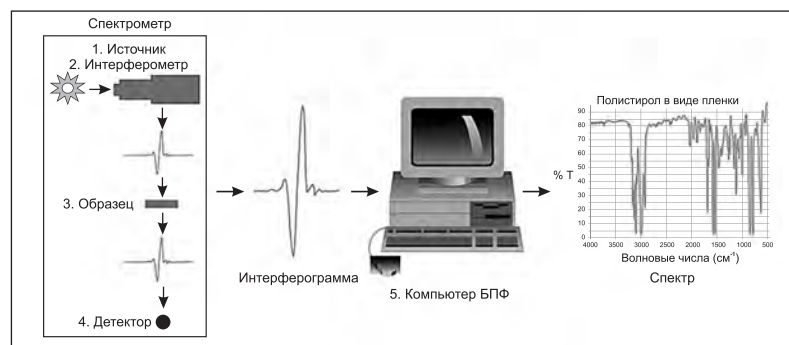 Спектрометр
1. Источник
2. Интерферометр
3. Образец
4. Детектор
Интерферограмма
5. Компьютер БПФ
Полистирол в виде пленки
90
80
70
60
50
40
30
20
10
0
% T
4000 3500 3000 2500 2000 1500 1000 500
Волновые числа (см⁻¹)
Спектр